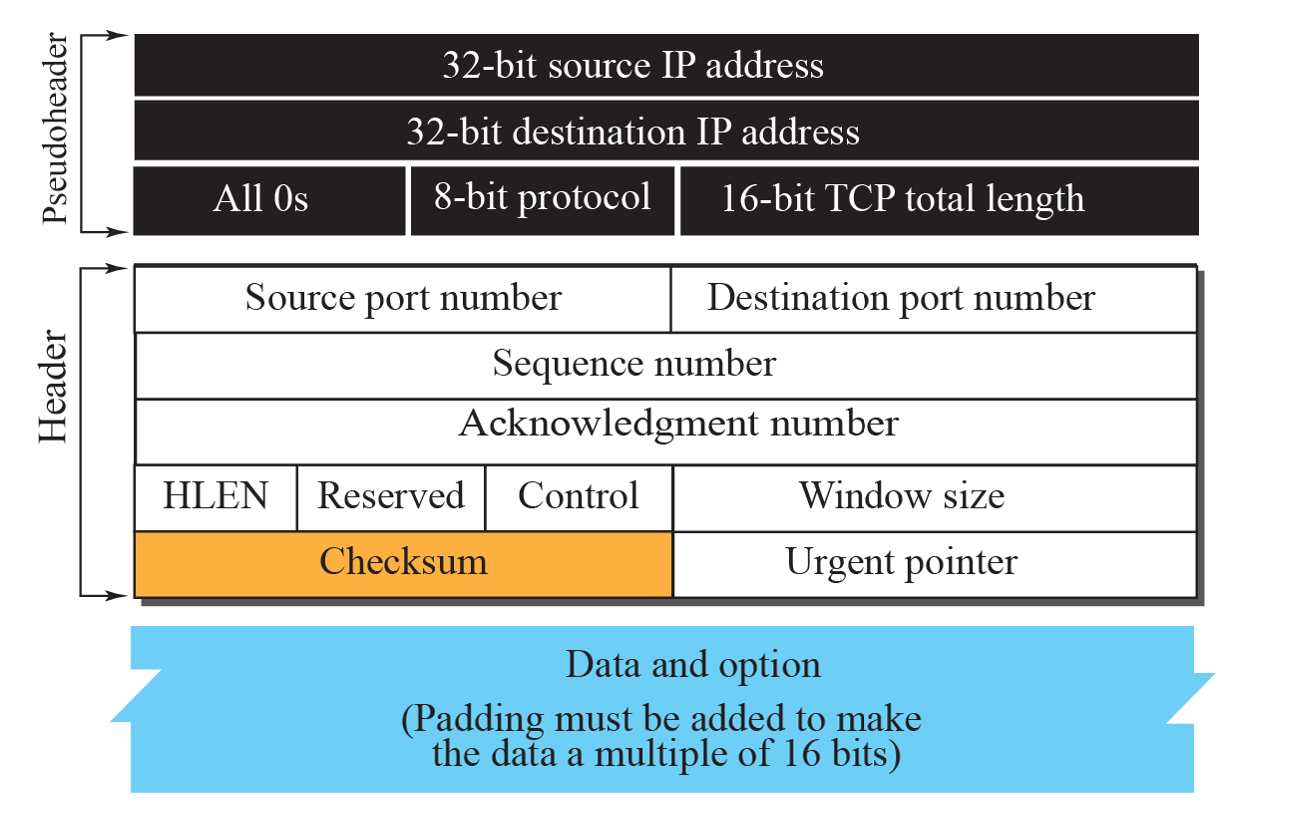 Pseudoheader
32-bit source IP address
32-bit destination IP address
All 0s
8-bit protocol
16-bit TCP total length
Header
Source port number
Destination port number
Sequence number
Acknowledgment number
HLEN
Reserved
Control
Window size
Checksum
Urgent pointer
Data and option
(Padding must be added to make
the data a multiple of 16 bits)